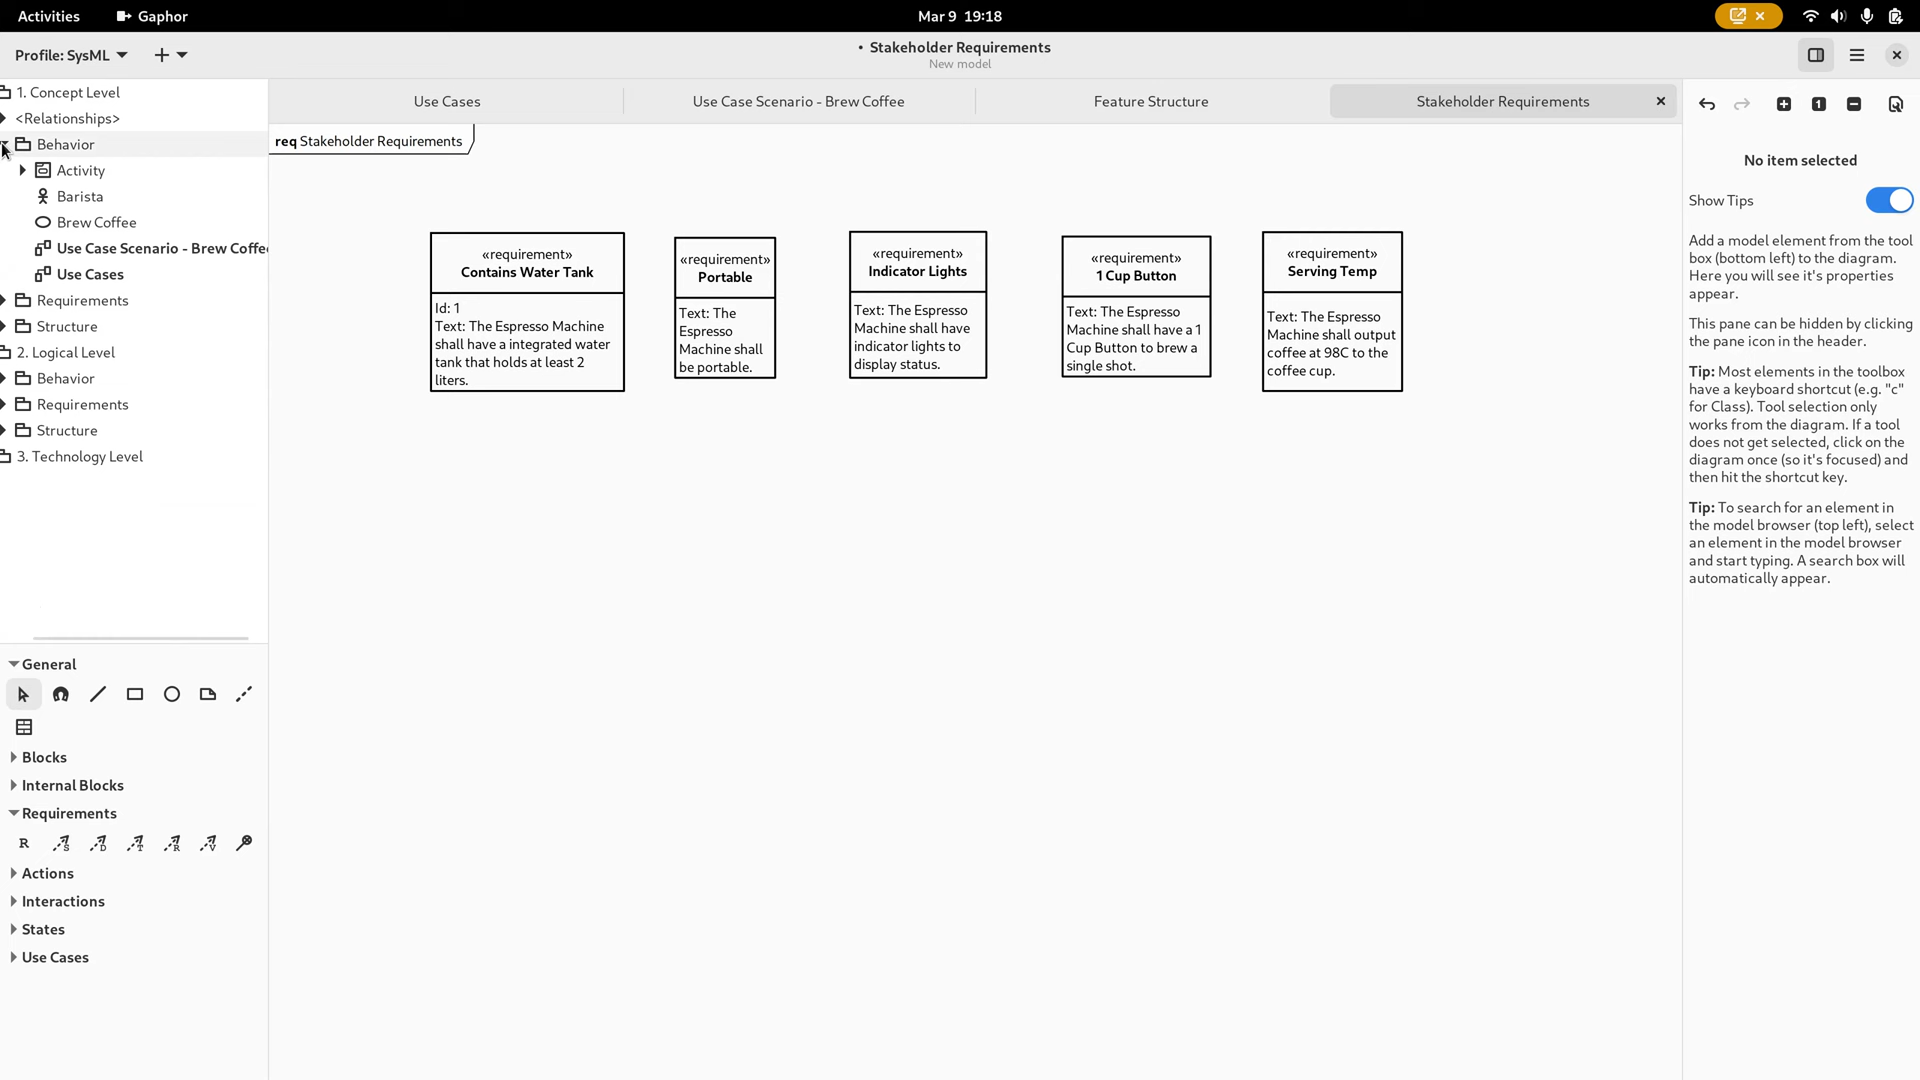 Activities
Gaphor
Mar 9 19:18
Profile: SysML
• Stakeholder Requirements
New model
1. Concept Level
<Relationships>
Behavior
Activity
Barista
Brew Coffee
Use Case Scenario - Brew Coffe
Use Cases
Requirements
Structure
2. Logical Level
Behavior
Requirements
Structure
3. Technology Level
General
Blocks
Internal Blocks
Requirements
R
S
D
T
R
V
Actions
Interactions
States
Use Cases
Use Cases
Use Case Scenario - Brew Coffee
Feature Structure
Stakeholder Requirements
req Stakeholder Requirements
«requirement»
Contains Water Tank
Id: 1
Text: The Espresso Machine
shall have a integrated water
tank that holds at least 2
liters.
«requirement»
Portable
Text: The
Espresso
Machine shall
be portable.
«requirement»
Indicator Lights
Text: The Espresso
Machine shall have
indicator lights to
display status.
«requirement»
1 Cup Button
Text: The Espresso
Machine shall have a 1
Cup Button to brew a
single shot.
«requirement»
Serving Temp
Text: The Espresso
Machine shall output
coffee at 98C to the
coffee cup.
1
No item selected
Show Tips
Add a model element from the tool
box (bottom left) to the diagram.
Here you will see it's properties
appear.
This pane can be hidden by clicking
the pane icon in the header.
Tip: Most elements in the toolbox
have a keyboard shortcut (e.g. "c"
for Class). Tool selection only
works from the diagram. If a tool
does not get selected, click on the
diagram once (so it's focused) and
then hit the shortcut key.
Tip: To search for an element in
the model browser (top left), select
an element in the model browser
and start typing. A search box will
automatically appear.